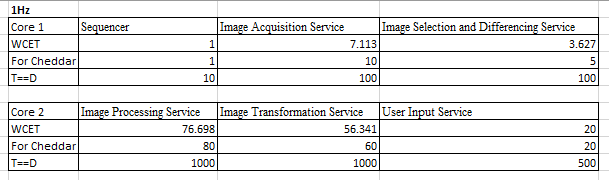 1Hz
Core 1 Sequencer Image Acquisition Service Image Selection and Differencing Service
WCET 1 7.113 3.627
For Cheddar 1 10 5
T==D 10 100 100
Core 2 Image Processing Service Image Transformation Service User Input Service
WCET 76.698 56.341 20
For Cheddar 80 60 20
T==D 1000 1000 500